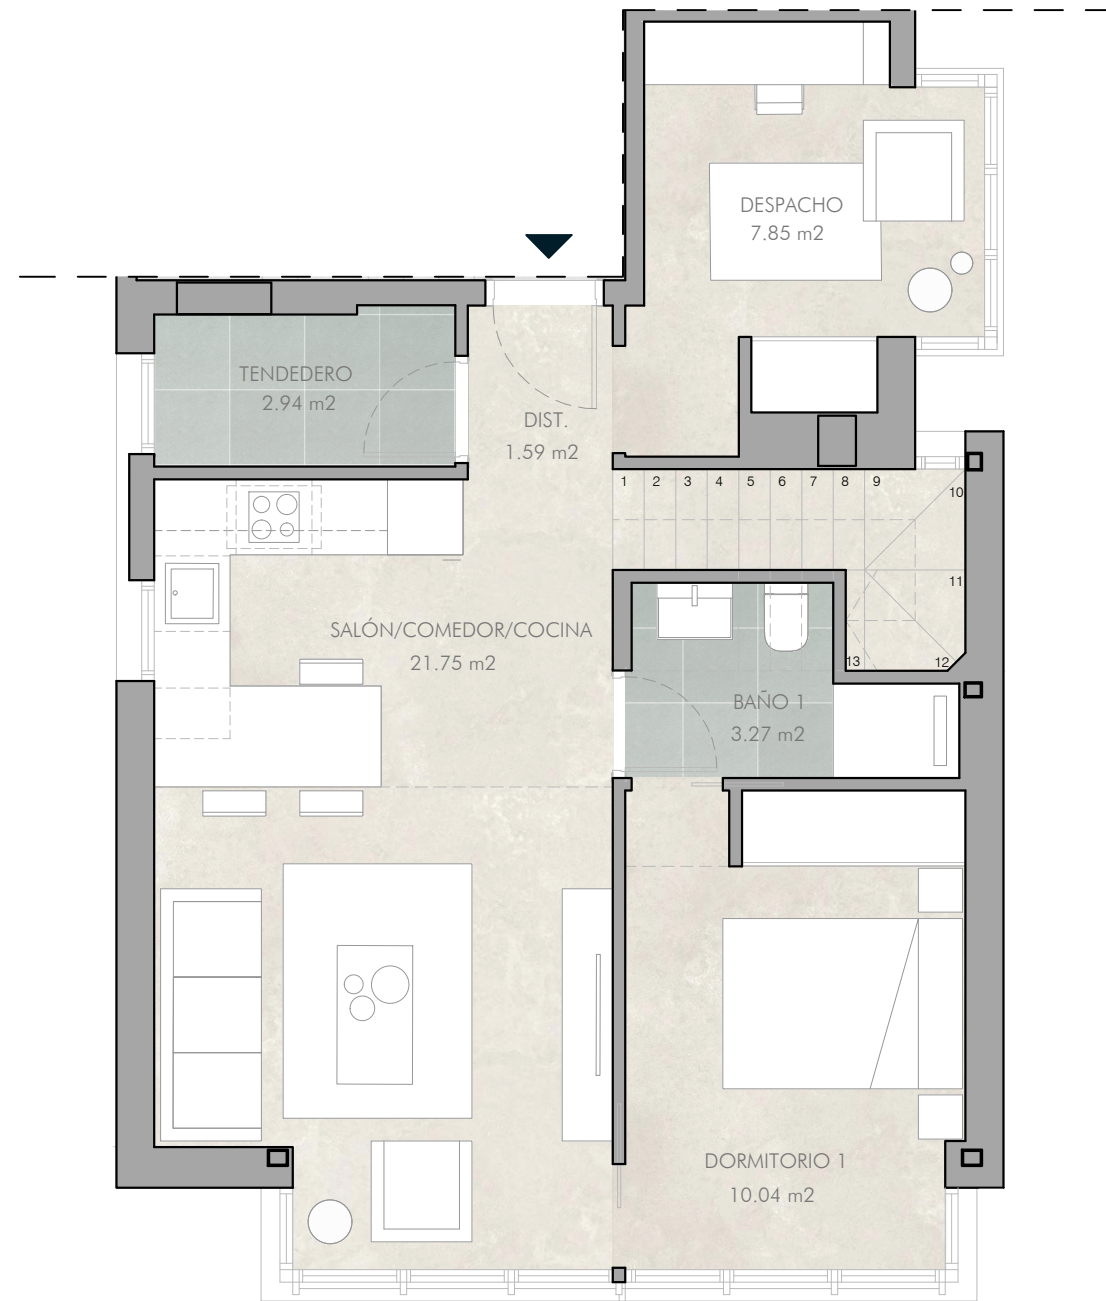 DESPACHO
7.85 m2
TENDEDERO
2.94 m2
DIST.
1.59 m2
1 2 3 4 5 6 7 8 9
10
11
12
13
SALÓN/COMEDOR/COCINA
21.75 m2
BAÑO 1
3.27 m2
DORMITORIO 1
10.04 m2